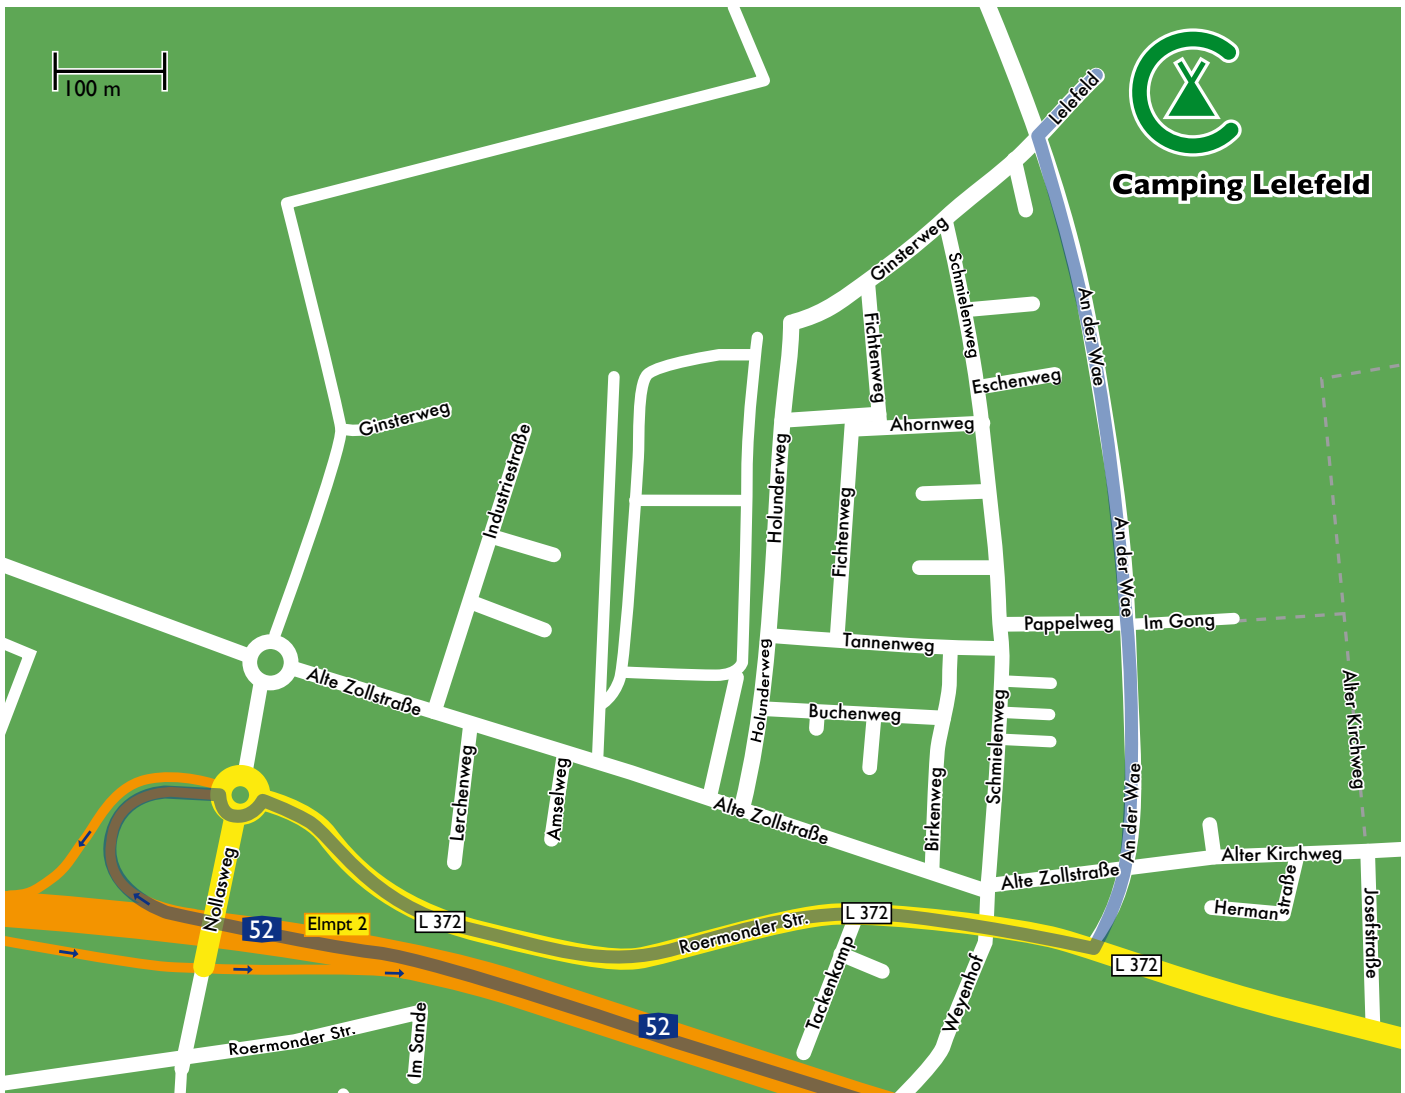 100 m
Lelefeld
Camping Lelefeld
Ginsterweg
Schmielenweg
An der Wae
Fichtenweg
Eschenweg
Ginsterweg
Ahornweg
Industriestraße
Holunderweg
Fichtenweg
An der Wae
Pappelweg
Im Gong
Tannenweg
Holunderweg
Alte Zollstraße
Buchenweg
Schmielenweg
Alter Kirchweg
Lerchenweg
Amselweg
Alte Zollstraße
Birkenweg
An der Wae
Alte Zollstraße
Alter Kirchweg
Herman
straße
Josefstraße
Nollasweg
52
Elmpt 2
L 372
Roermonder Str.
L 372
L 372
Tackenkamp
Weyenhof
52
Roermonder Str.
Im Sande